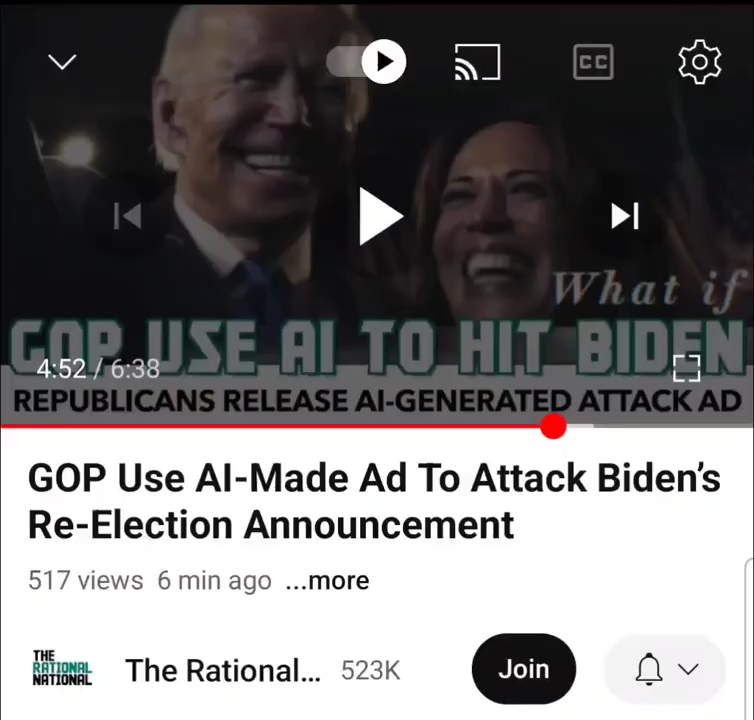 CC
What if
GOP USE AI TO HIT BIDEN
4:52 / 6:38
REPUBLICANS RELEASE AI-GENERATED ATTACK AD
GOP Use AI-Made Ad To Attack Biden's
Re-Election Announcement
517 views 6 min ago ...more
THE
RATIONAL
NATIONAL
The Rational... 523K
Join